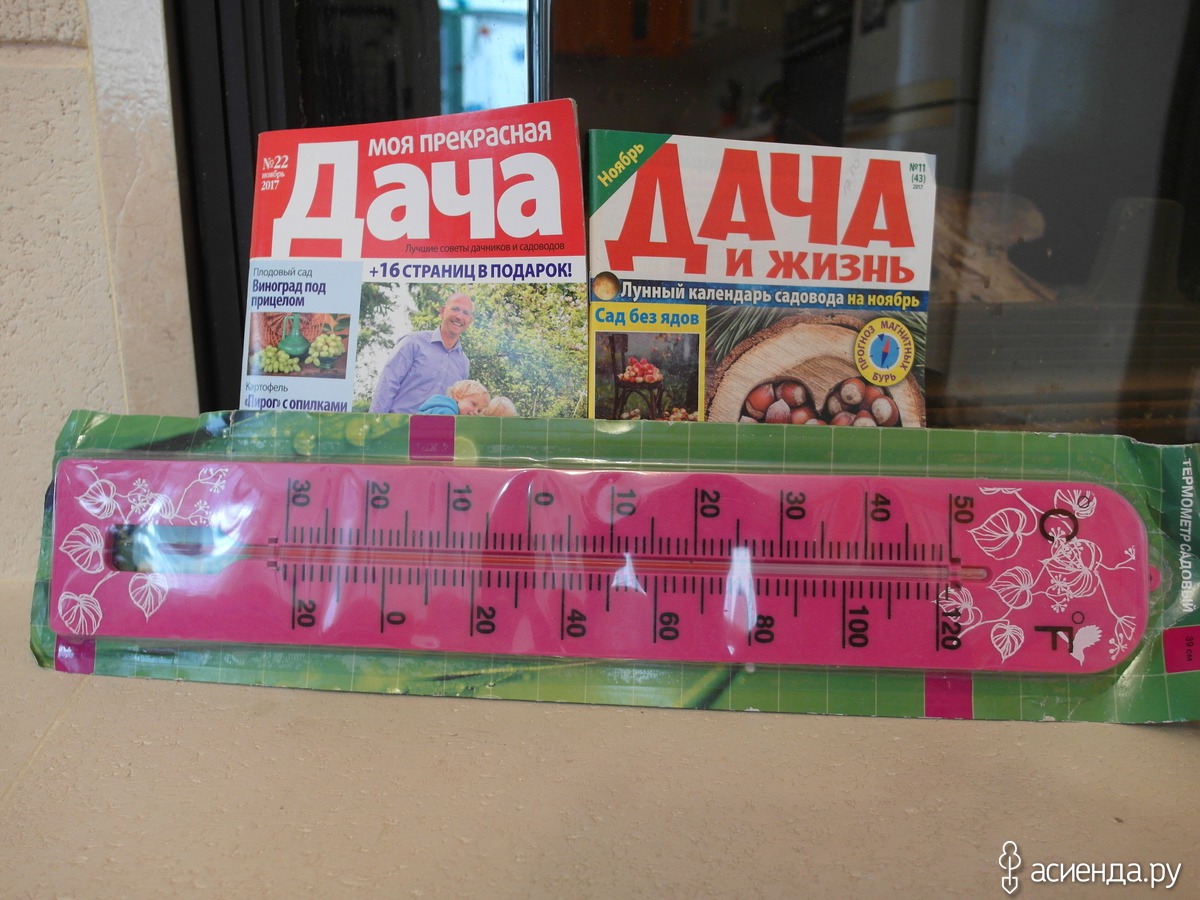 №22
ноябрь
2017
МОЯ ПРЕКРАСНАЯ
Дача
Лучшие советы дачников и садоводов
Плодовый сад
Виноград под
прицелом
Картофель
«Пирог» с опилками
+16 СТРАНИЦ В ПОДАРОК!
Ноябрь
ДАЧА
И ЖИЗНЬ
№11
(43)
2017
Лунный календарь садовода на ноябрь
Сад без ядов
ПРОГНОЗ МАГНИТНЫХ БУРЬ
30 20 10 0 10 20 30 40 50 °C
20 0 20 40 60 80 100 120 °F
ТЕРМОМЕТР САДОВЫЙ
39 см
асиенда.ру